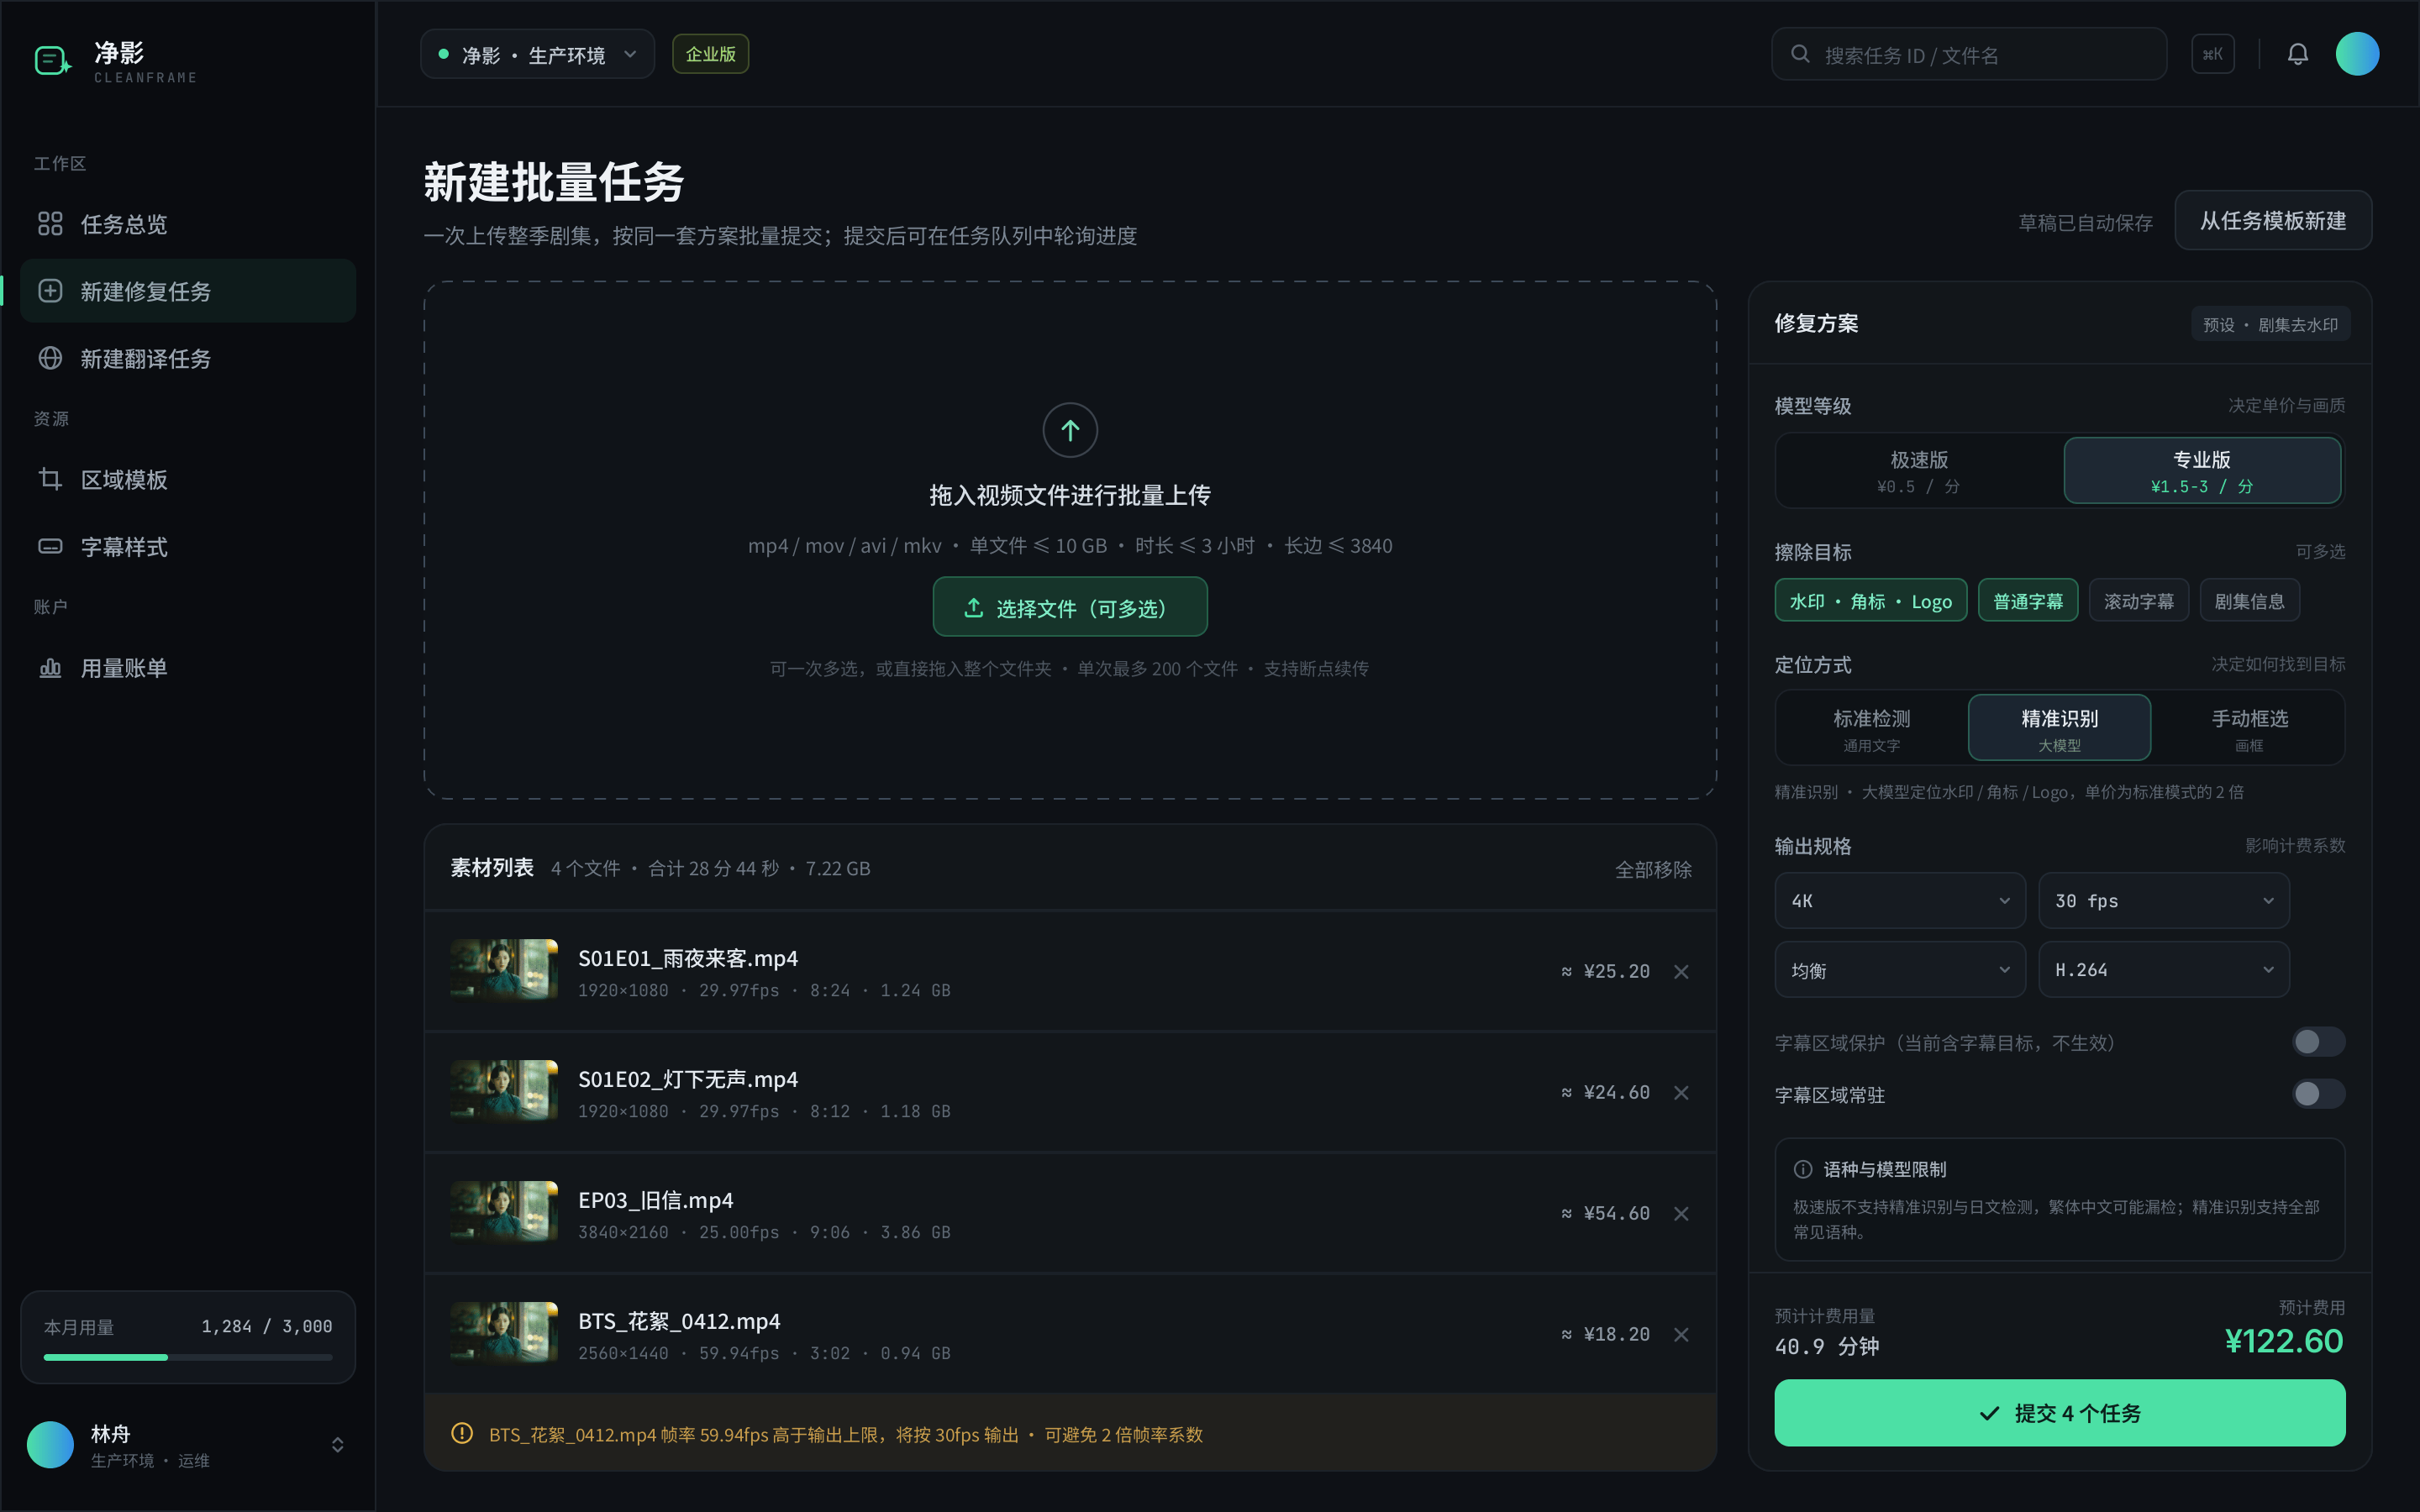 净影
CLEANFRAME
工作区
任务总览
新建修复任务
新建翻译任务
资源
区域模板
字幕样式
账户
用量账单
本月用量 1,284 / 3,000
林舟
生产环境 · 运维
净影 · 生产环境
企业版
搜索任务 ID / 文件名
⌘K
新建批量任务
一次上传整季剧集，按同一套方案批量提交；提交后可在任务队列中轮询进度
草稿已自动保存
从任务模板新建
拖入视频文件进行批量上传
mp4 / mov / avi / mkv · 单文件 ≤ 10 GB · 时长 ≤ 3 小时 · 长边 ≤ 3840
选择文件（可多选）
可一次多选，或直接拖入整个文件夹 · 单次最多 200 个文件 · 支持断点续传
素材列表 4 个文件 · 合计 28 分 44 秒 · 7.22 GB
全部移除
S01E01_雨夜来客.mp4
1920×1080 · 29.97fps · 8:24 · 1.24 GB
≈ ¥25.20
S01E02_灯下无声.mp4
1920×1080 · 29.97fps · 8:12 · 1.18 GB
≈ ¥24.60
EP03_旧信.mp4
3840×2160 · 25.00fps · 9:06 · 3.86 GB
≈ ¥54.60
BTS_花絮_0412.mp4
2560×1440 · 59.94fps · 3:02 · 0.94 GB
≈ ¥18.20
BTS_花絮_0412.mp4 帧率 59.94fps 高于输出上限，将按 30fps 输出 · 可避免 2 倍帧率系数
修复方案
预设 · 剧集去水印
模型等级
决定单价与画质
极速版
¥0.5 / 分
专业版
¥1.5-3 / 分
擦除目标
可多选
水印 · 角标 · Logo
普通字幕
滚动字幕
剧集信息
定位方式
决定如何找到目标
标准检测
通用文字
精准识别
大模型
手动框选
画框
精准识别 · 大模型定位水印 / 角标 / Logo，单价为标准模式的 2 倍
输出规格
影响计费系数
4K
30 fps
均衡
H.264
字幕区域保护（当前含字幕目标，不生效）
字幕区域常驻
语种与模型限制
极速版不支持精准识别与日文检测，繁体中文可能漏检；精准识别支持全部
常见语种。
预计计费用量
40.9 分钟
预计费用
¥122.60
提交 4 个任务